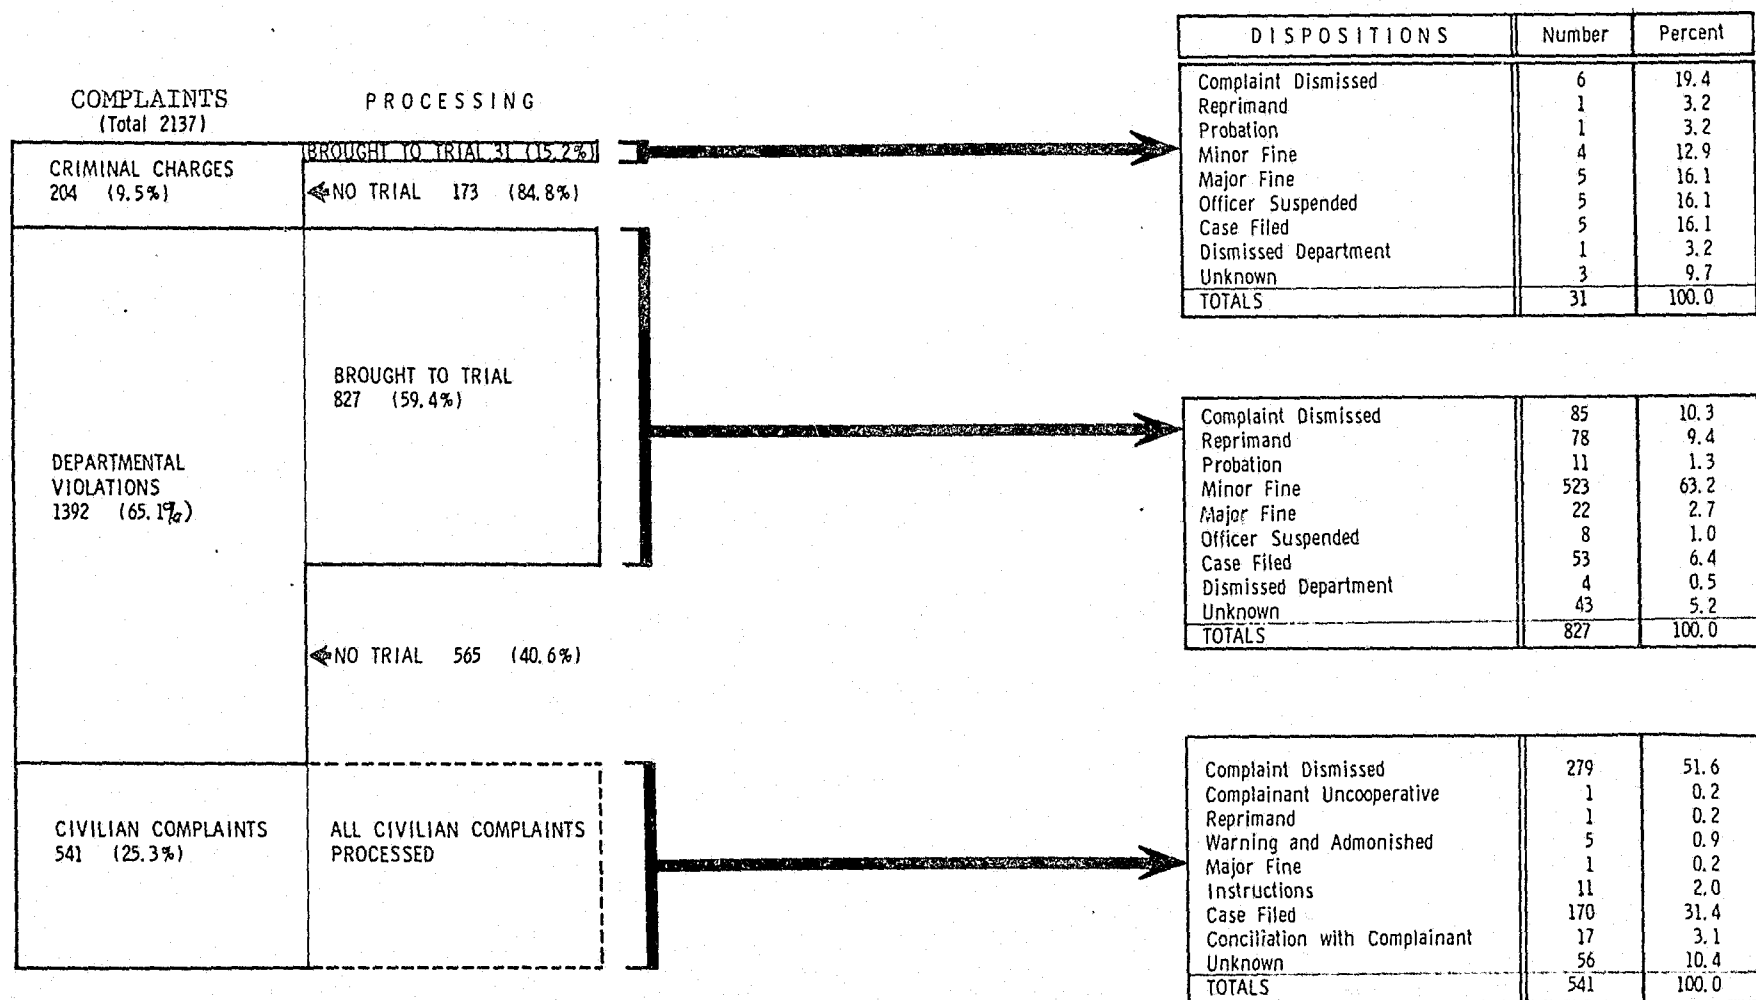 COMPLAINTS
(Total 2137)
PROCESSING
CRIMINAL CHARGES
204 (9.5%)
BROUGHT TO TRIAL 31 (15.2%)
NO TRIAL 173 (84.8%)
DEPARTMENTAL
VIOLATIONS
1392 (65.1%)
BROUGHT TO TRIAL
827 (59.4%)
NO TRIAL 565 (40.6%)
CIVILIAN COMPLAINTS
541 (25.3%)
ALL CIVILIAN COMPLAINTS
PROCESSED
DISPOSITIONS Number Percent
Complaint Dismissed 6 19.4
Reprimand 1 3.2
Probation 1 3.2
Minor Fine 4 12.9
Major Fine 5 16.1
Officer Suspended 5 16.1
Case Filed 5 16.1
Dismissed Department 1 3.2
Unknown 3 9.7
TOTALS 31 100.0
Complaint Dismissed 85 10.3
Reprimand 78 9.4
Probation 11 1.3
Minor Fine 523 63.2
Major Fine 22 2.7
Officer Suspended 8 1.0
Case Filed 53 6.4
Dismissed Department 4 0.5
Unknown 43 5.2
TOTALS 827 100.0
Complaint Dismissed 279 51.6
Complainant Uncooperative 1 0.2
Reprimand 1 0.2
Warning and Admonished 5 0.9
Major Fine 1 0.2
Instructions 11 2.0
Case Filed 170 31.4
Conciliation with Complainant 17 3.1
Unknown 56 10.4
TOTALS 541 100.0